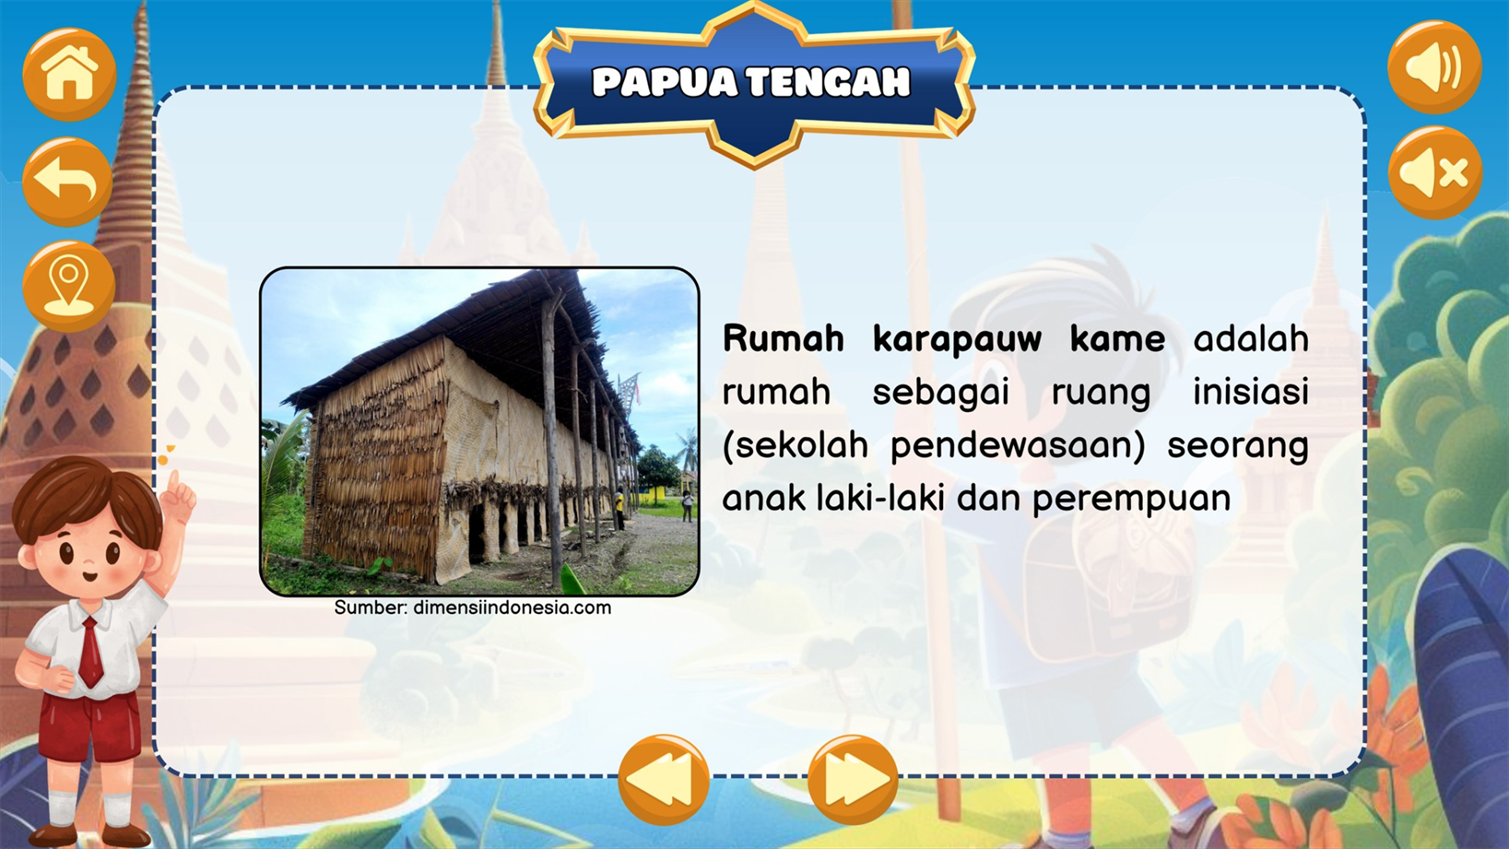 PAPUA TENGAH
Rumah karapauw kame adalah
rumah sebagai ruang inisiasi
(sekolah pendewasaan) seorang
anak laki-laki dan perempuan
Sumber: dimensiindonesia.com